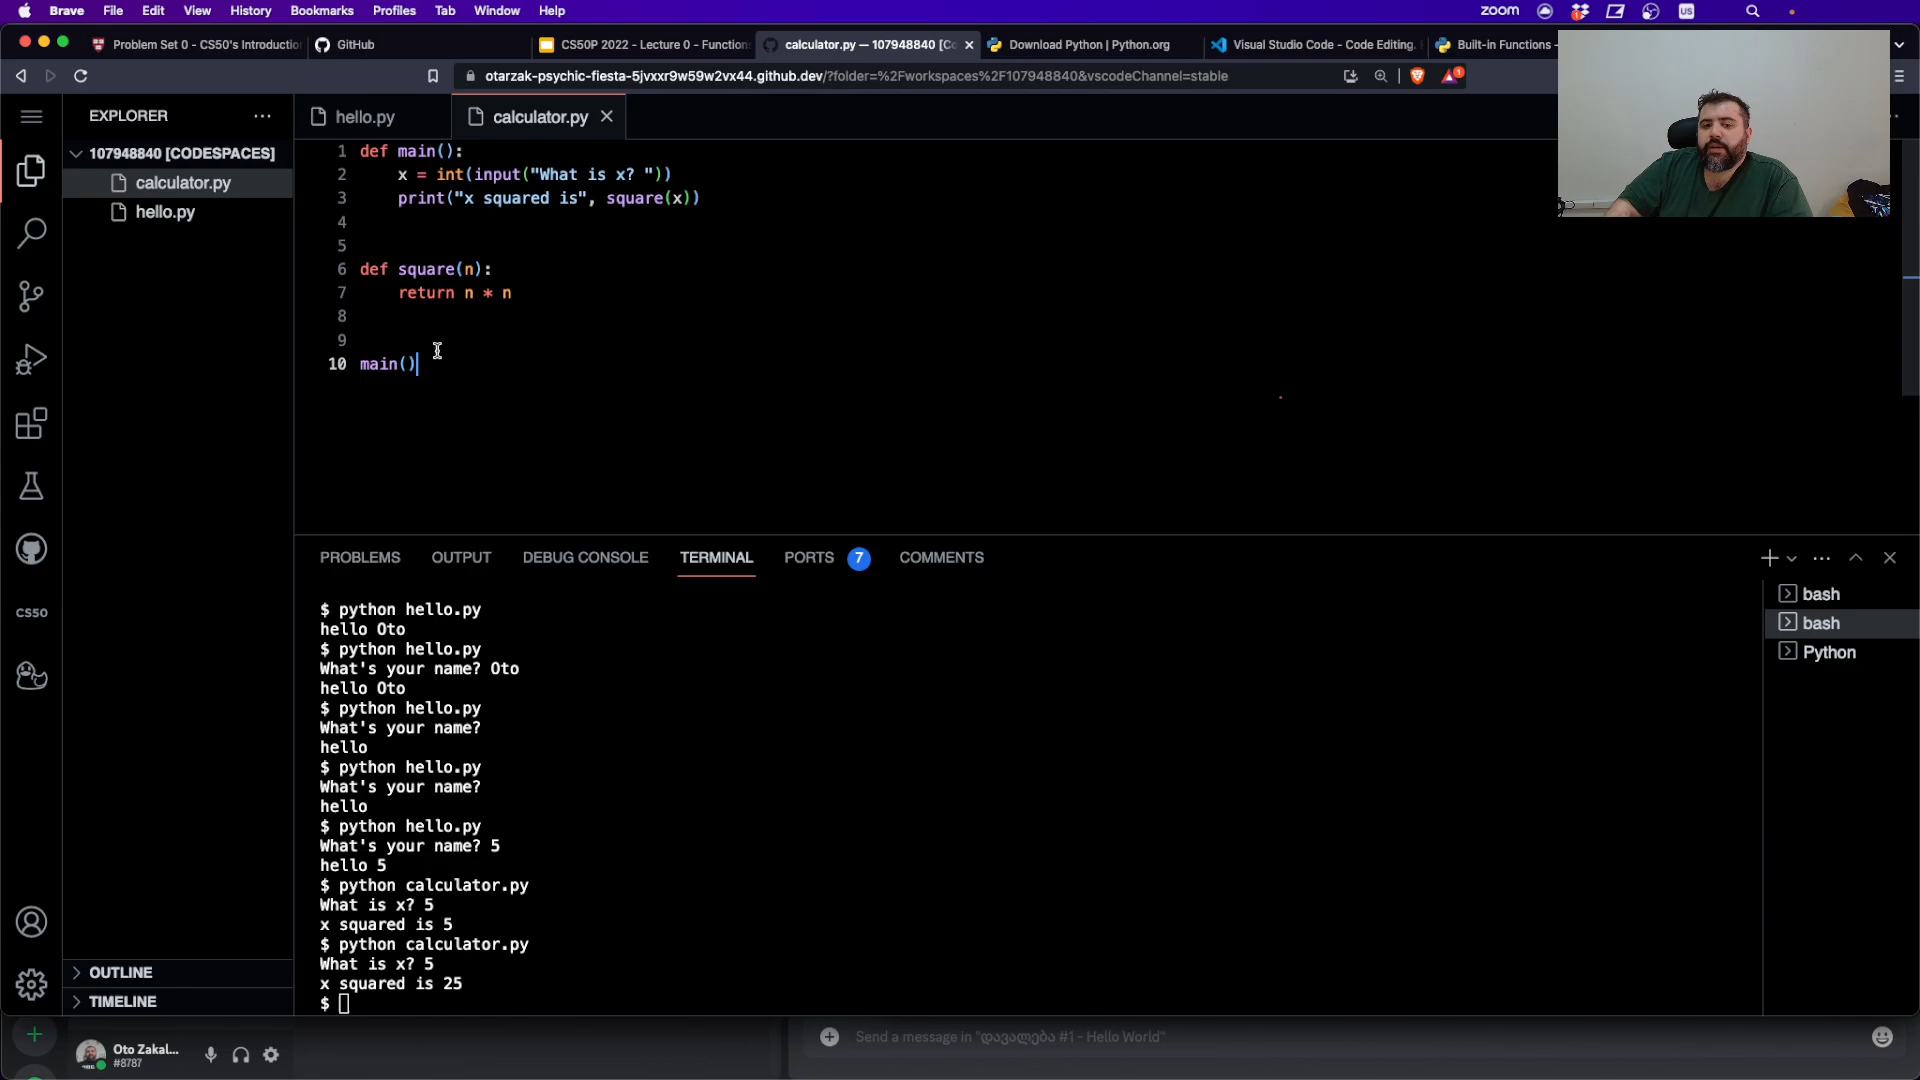 Brave File Edit View History Bookmarks Profiles Tab Window Help zoom US
Problem Set 0 - CS50's Introduction
GitHub
CS50P 2022 - Lecture 0 - Function
calculator.py — 107948840 [Co
Download Python | Python.org
Visual Studio Code - Code Editing.
Built-in Functions -
otarzak-psychic-fiesta-5jvxxr9w59w2vx44.github.dev/?folder=%2Fworkspaces%2F107948840&vscodeChannel=stable
1
EXPLORER
107948840 [CODESPACES]
calculator.py
hello.py
OUTLINE
TIMELINE
CS50
hello.py
calculator.py
1 def main():
2 x = int(input("What is x? "))
3 print("x squared is", square(x))
4
5
6 def square(n):
7 return n * n
8
9
10 main()
PROBLEMS OUTPUT DEBUG CONSOLE TERMINAL PORTS 7 COMMENTS
$ python hello.py
hello Oto
$ python hello.py
What's your name? Oto
hello Oto
$ python hello.py
What's your name?
hello
$ python hello.py
What's your name?
hello
$ python hello.py
What's your name? 5
hello 5
$ python calculator.py
What is x? 5
x squared is 5
$ python calculator.py
What is x? 5
x squared is 25
$
bash
bash
Python
Oto Zakal...
#8787
Send a message in "დავალება #1 - Hello World"